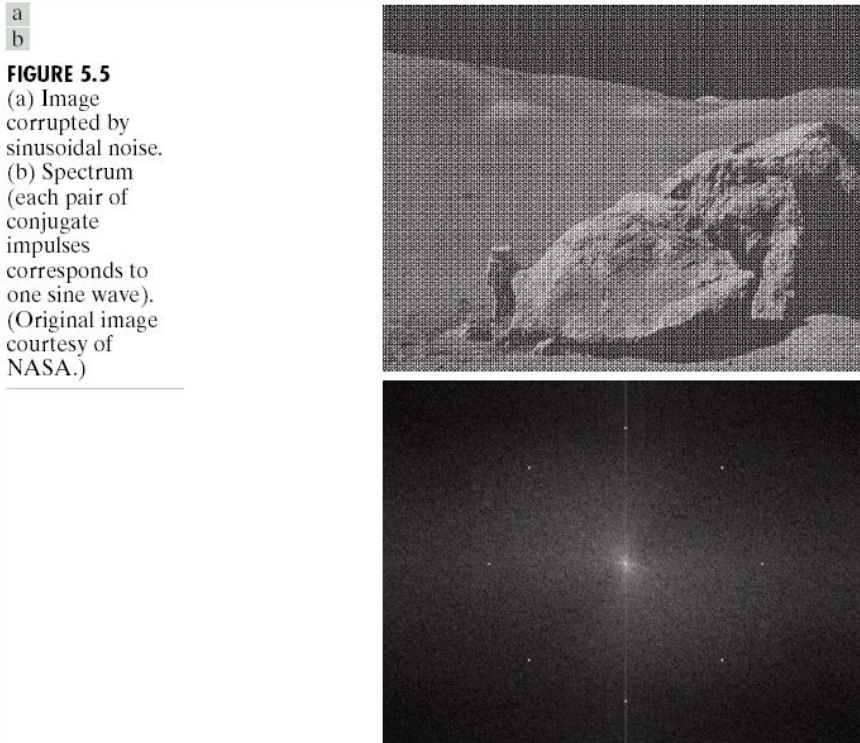 a
b
FIGURE 5.5
(a) Image
corrupted by
sinusoidal noise.
(b) Spectrum
(each pair of
conjugate
impulses
corresponds to
one sine wave).
(Original image
courtesy of
NASA.)